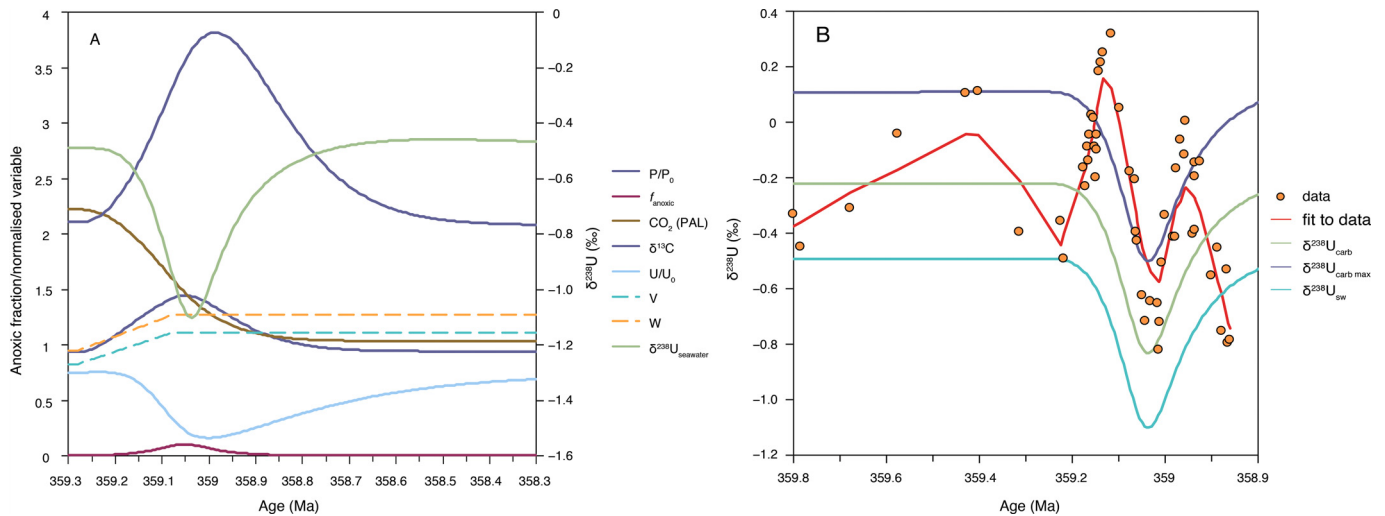 A
4
3.5
3
2.5
2
1.5
1
0.5
0
Anoxic fraction/normalised variable
0
−0.2
−0.4
−0.6
−0.8
−1.0
−1.2
−1.4
−1.6
δ²³⁸U (‰)
359.3 359.2 359.1 359 358.9 358.8 358.7 358.6 358.5 358.4 358.3
Age (Ma)
P/P₀
f_anoxic
CO₂ (PAL)
δ¹³C
U/U₀
V
W
δ²³⁸U_seawater
B
0.4
0.2
0
−0.2
−0.4
−0.6
−0.8
−1.0
−1.2
δ²³⁸U (‰)
359.8 359.6 359.4 359.2 359 358.9
Age (Ma)
data
fit to data
δ²³⁸U_carb
δ²³⁸U_carb max
δ²³⁸U_sw